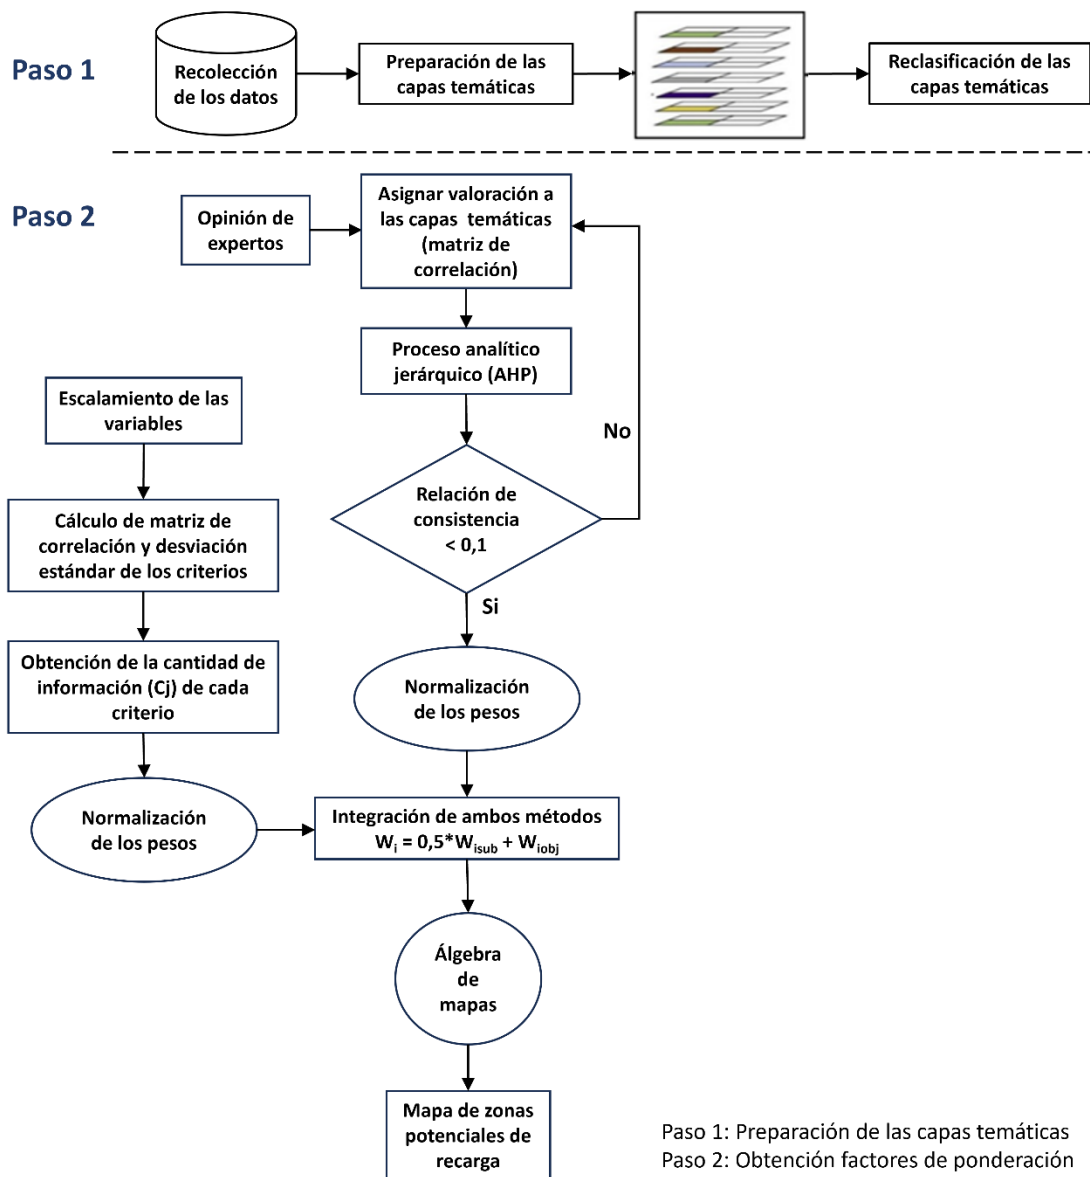 Paso 1
Recolección
de los datos
Preparación de las
capas temáticas
Reclasificación de las
capas temáticas
Paso 2
Opinión de
expertos
Asignar valoración a
las capas temáticas
(matriz de
correlación)
Proceso analítico
jerárquico (AHP)
Escalamiento de las
variables
No
Relación de
consistencia
< 0,1
Cálculo de matriz de
correlación y desviación
estándar de los criterios
Si
Obtención de la cantidad de
información (Cj) de cada
criterio
Normalización
de los pesos
Normalización
de los pesos
Integración de ambos métodos
Wi = 0,5*Wisub + Wiobj
Álgebra
de
mapas
Mapa de zonas
potenciales de
recarga
Paso 1: Preparación de las capas temáticas
Paso 2: Obtención factores de ponderación